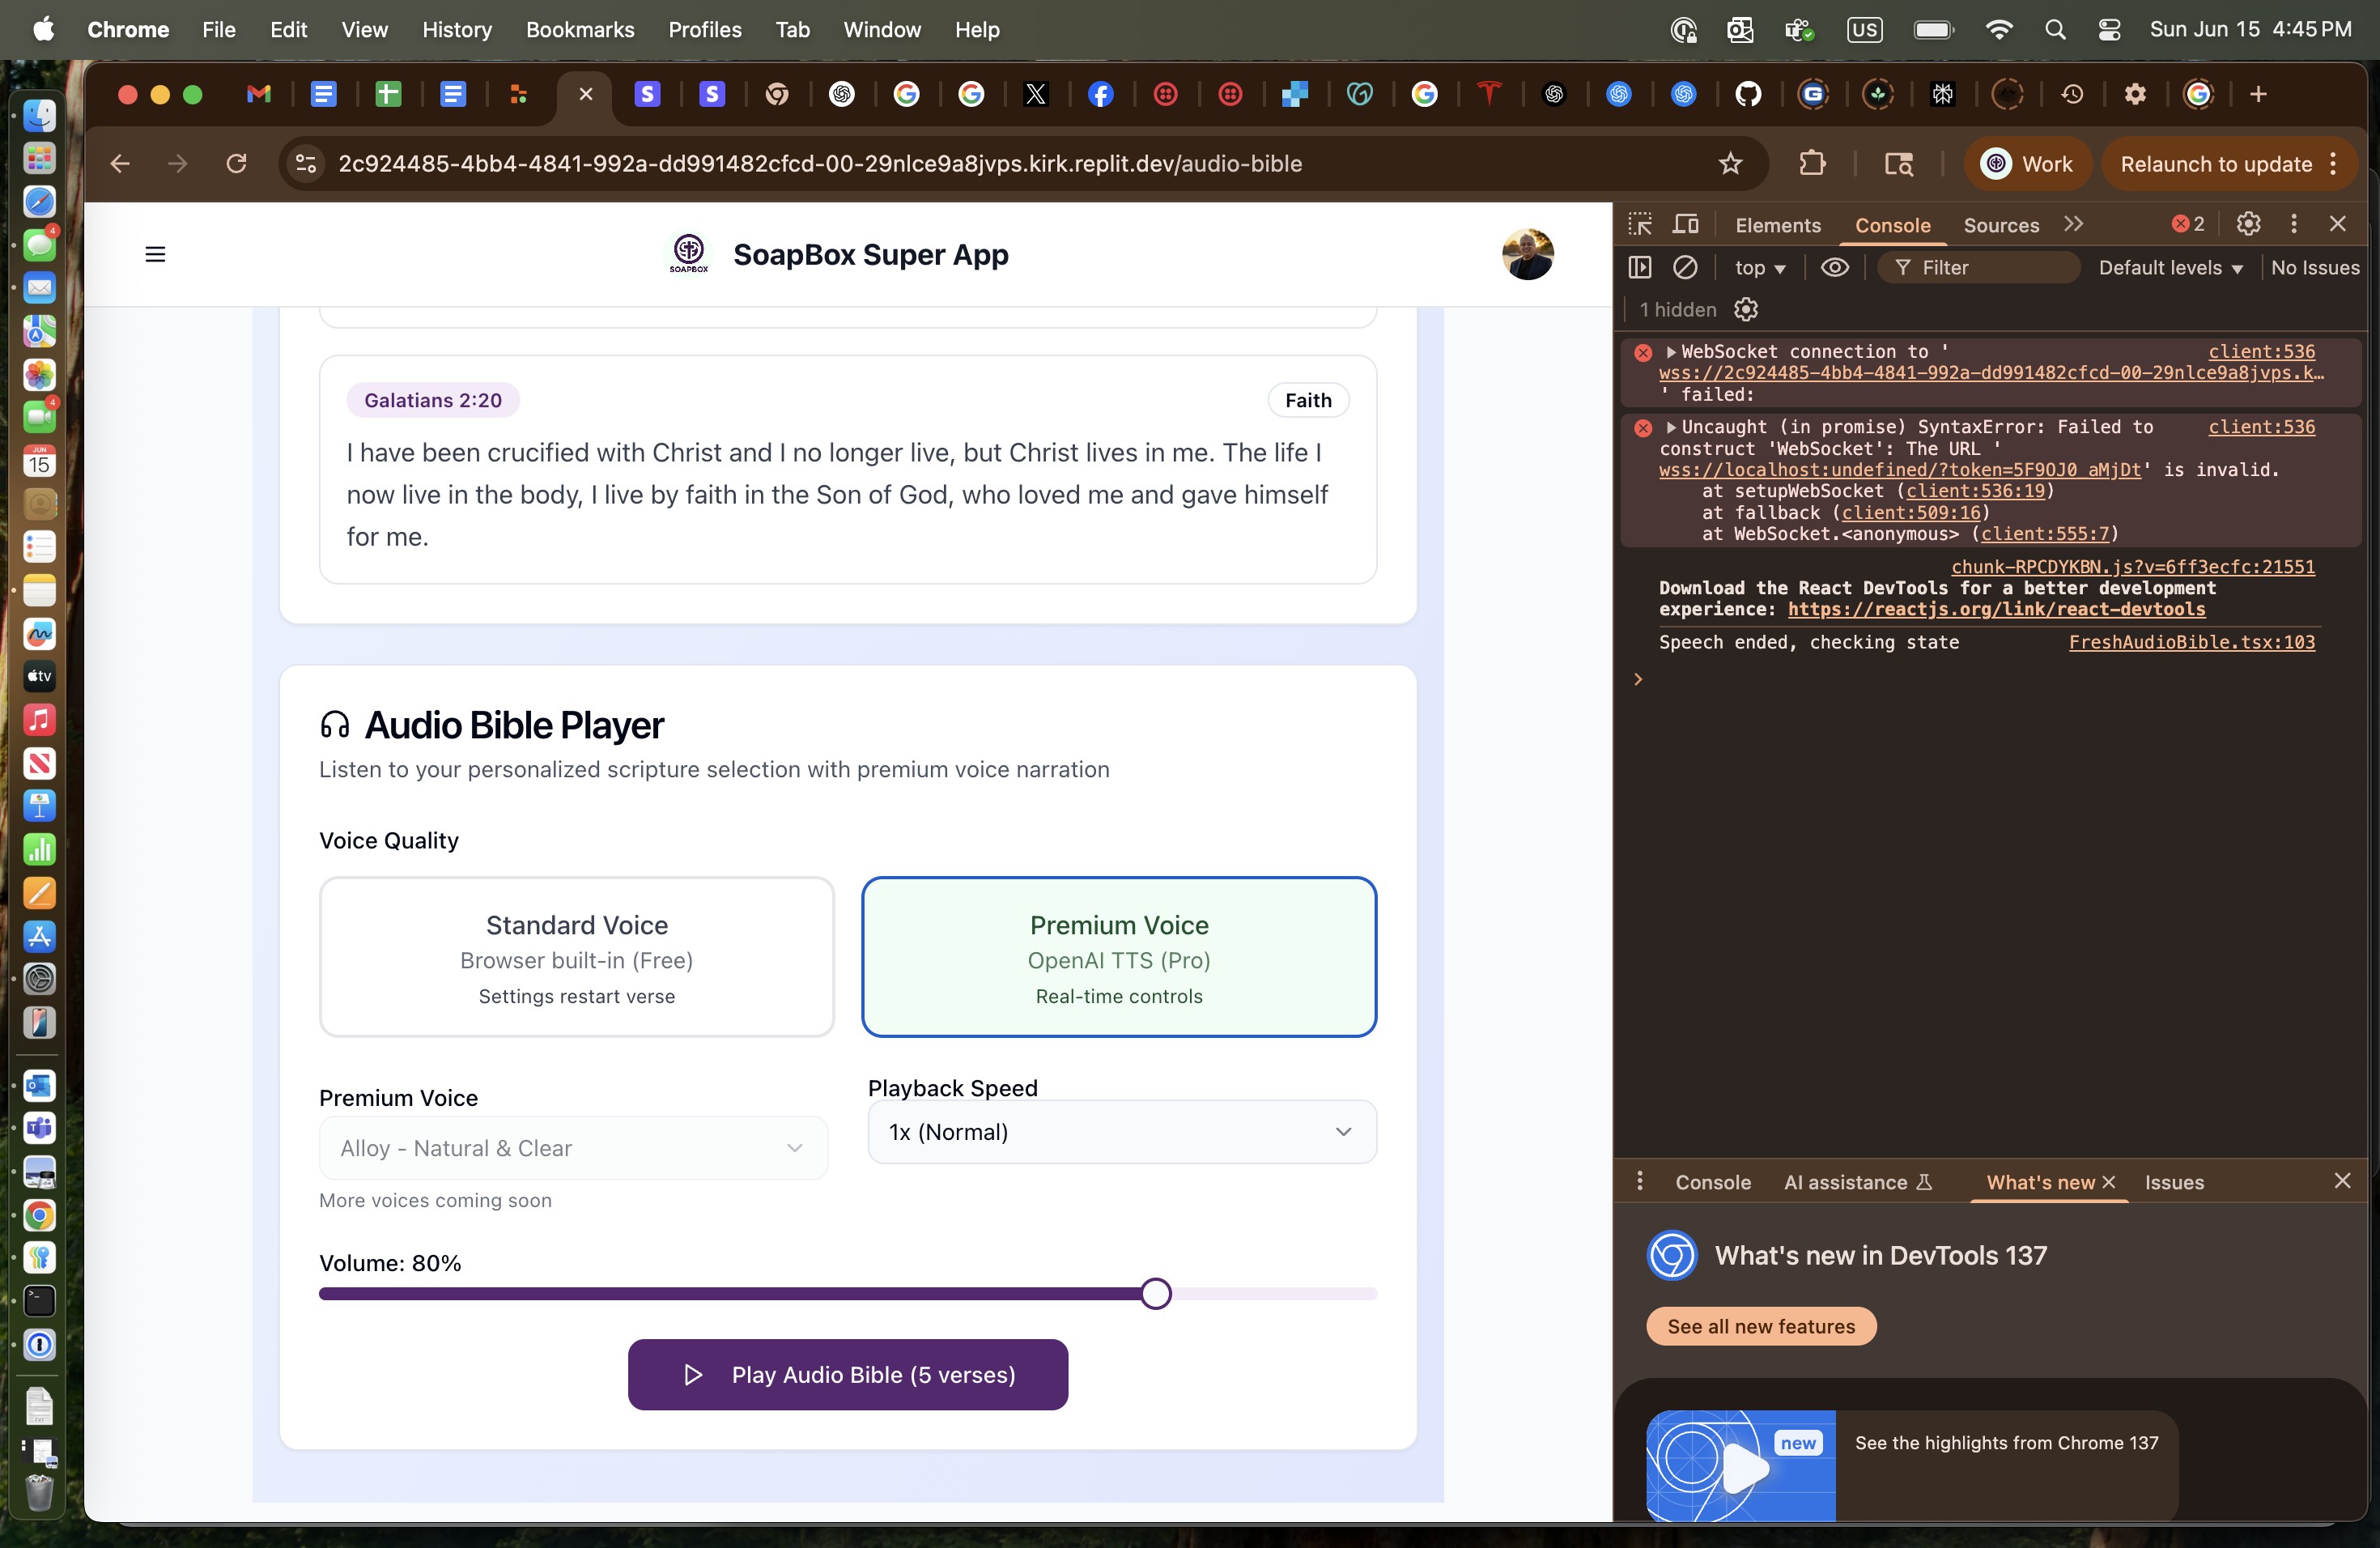 Chrome File Edit View History Bookmarks Profiles Tab Window Help
US
Sun Jun 15 4:45 PM
2c924485-4bb4-4841-992a-dd991482cfcd-00-29nlce9a8jvps.kirk.replit.dev/audio-bible
Work
Relaunch to update
SOAPBOX
SoapBox Super App
Galatians 2:20
Faith
I have been crucified with Christ and I no longer live, but Christ lives in me. The life I
now live in the body, I live by faith in the Son of God, who loved me and gave himself
for me.
Audio Bible Player
Listen to your personalized scripture selection with premium voice narration
Voice Quality
Standard Voice
Browser built-in (Free)
Settings restart verse
Premium Voice
OpenAI TTS (Pro)
Real-time controls
Premium Voice
Alloy - Natural & Clear
More voices coming soon
Playback Speed
1x (Normal)
Volume: 80%
Play Audio Bible (5 verses)
Elements Console Sources
2
top
Filter
Default levels
No Issues
1 hidden
WebSocket connection to ' client:536
wss://2c924485-4bb4-4841-992a-dd991482cfcd-00-29nlce9a8jvps.k…
' failed:
Uncaught (in promise) SyntaxError: Failed to client:536
construct 'WebSocket': The URL '
wss://localhost:undefined/?token=5F9OJ0_aMjDt' is invalid.
at setupWebSocket (client:536:19)
at fallback (client:509:16)
at WebSocket.<anonymous> (client:555:7)
chunk-RPCDYKBN.js?v=6ff3ecfc:21551
Download the React DevTools for a better development
experience: https://reactjs.org/link/react-devtools
Speech ended, checking state FreshAudioBible.tsx:103
Console AI assistance What's new Issues
What's new in DevTools 137
See all new features
new
See the highlights from Chrome 137
4
4
JUN
15
tv